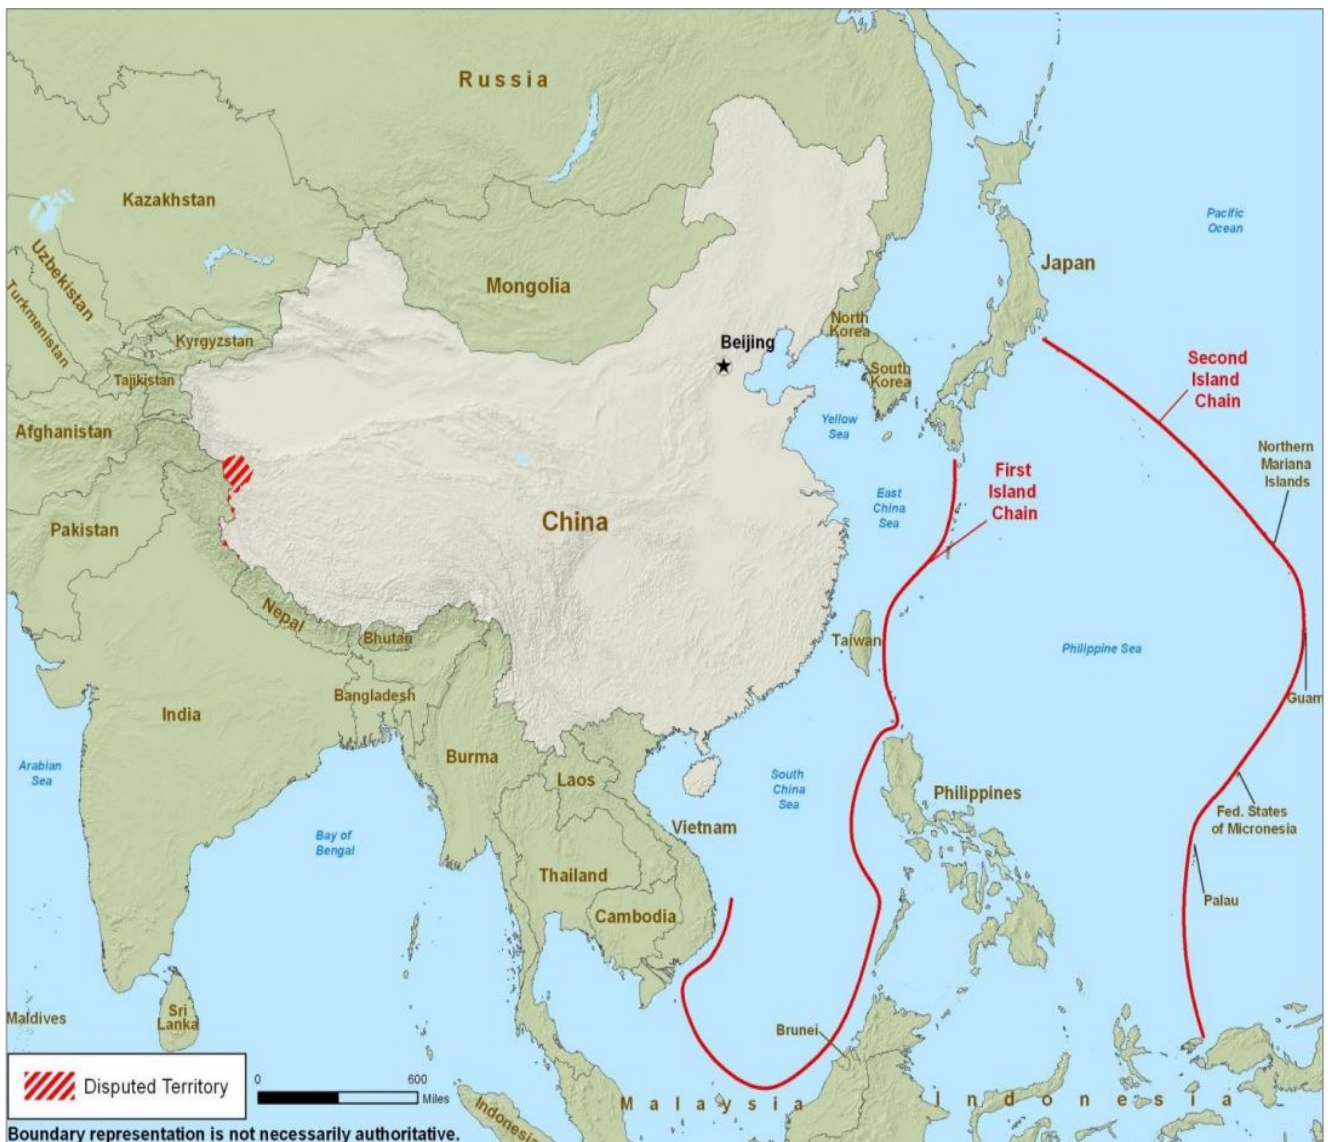 Russia
Kazakhstan
Uzbekistan
Turkmenistan
Mongolia
Kyrgyzstan
Tajikistan
Afghanistan
Pakistan
Beijing
North
Korea
South
Korea
Japan
Pacific
Ocean
Second
Island
Chain
Yellow
Sea
First
Island
Chain
East
China
Sea
Northern
Mariana
Islands
China
Nepal
Bhutan
Bangladesh
India
Burma
Taiwan
Philippine Sea
Guam
Arabian
Sea
Bay of
Bengal
Laos
Vietnam
Thailand
Cambodia
South
China
Sea
Philippines
Fed. States
of Micronesia
Palau
Maldives
Sri
Lanka
Brunei
Malaysia
Indonesia
Indonesia
Disputed Territory
0 600
Miles
Boundary representation is not necessarily authoritative.